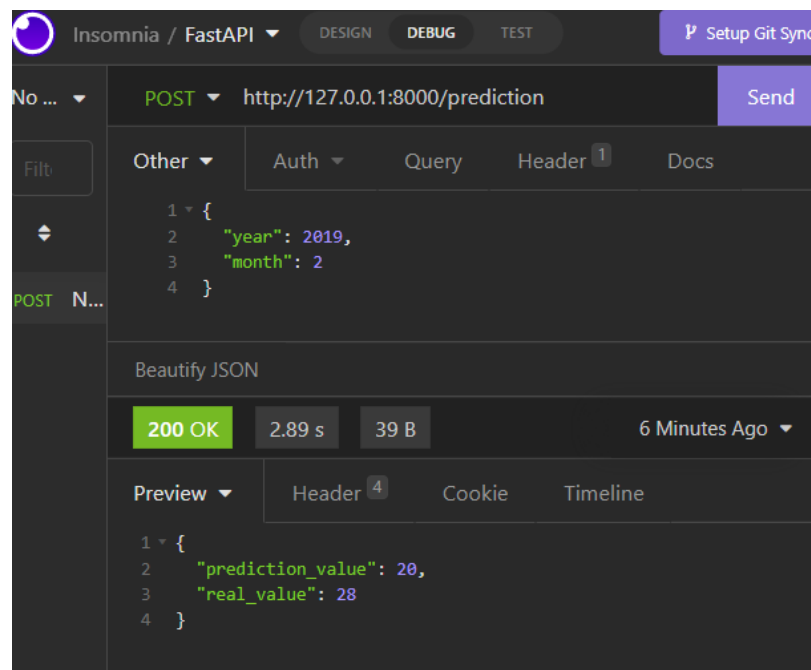 Insomnia / FastAPI DESIGN DEBUG TEST Setup Git Sync
No ... POST http://127.0.0.1:8000/prediction Send
Filt Other Auth Query Header 1 Docs
1 {
2 "year": 2019,
3 "month": 2
4 }
POST N...
Beautify JSON
200 OK 2.89 s 39 B 6 Minutes Ago
Preview Header 4 Cookie Timeline
1 {
2 "prediction_value": 20,
3 "real_value": 28
4 }